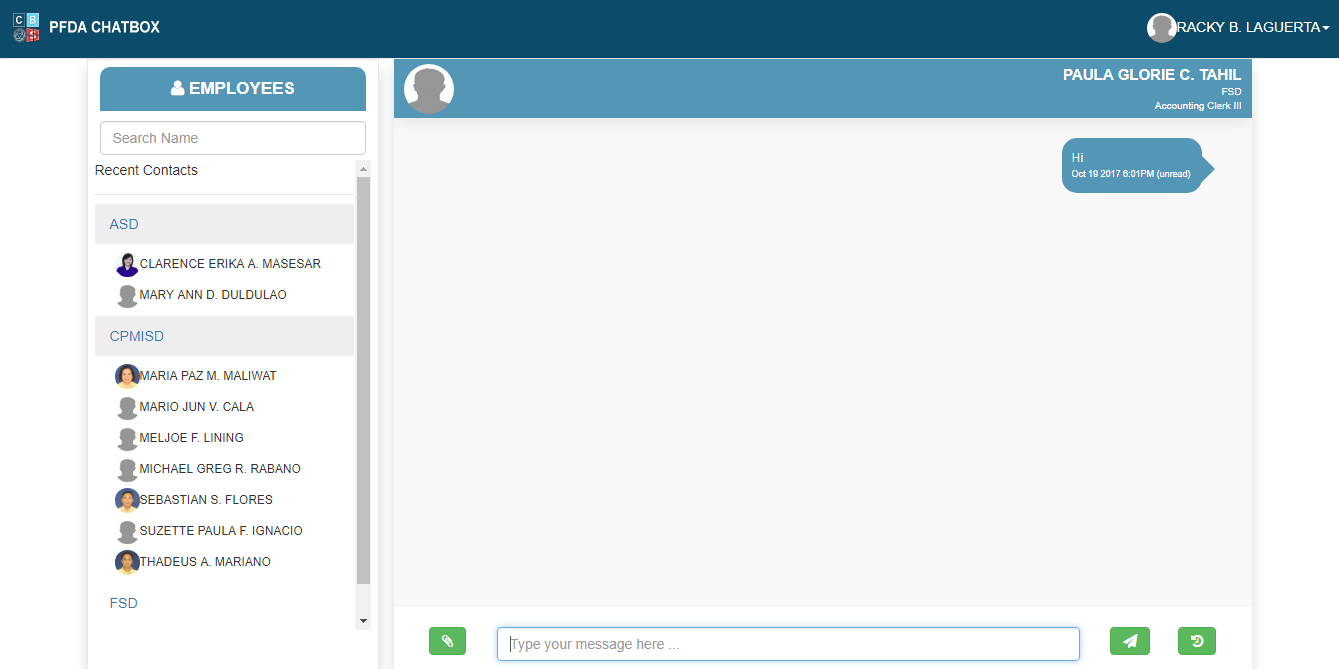 C B
@ $
PFDA CHATBOX
RACKY B. LAGUERTA
EMPLOYEES
Search Name
Recent Contacts
ASD
CLARENCE ERIKA A. MASESAR
MARY ANN D. DULDULAO
CPMISD
MARIA PAZ M. MALIWAT
MARIO JUN V. CALA
MELJOE F. LINING
MICHAEL GREG R. RABANO
SEBASTIAN S. FLORES
SUZETTE PAULA F. IGNACIO
THADEUS A. MARIANO
FSD
PAULA GLORIE C. TAHIL
FSD
Accounting Clerk III
Hi
Oct 19 2017 6:01PM (unread)
Type your message here ...